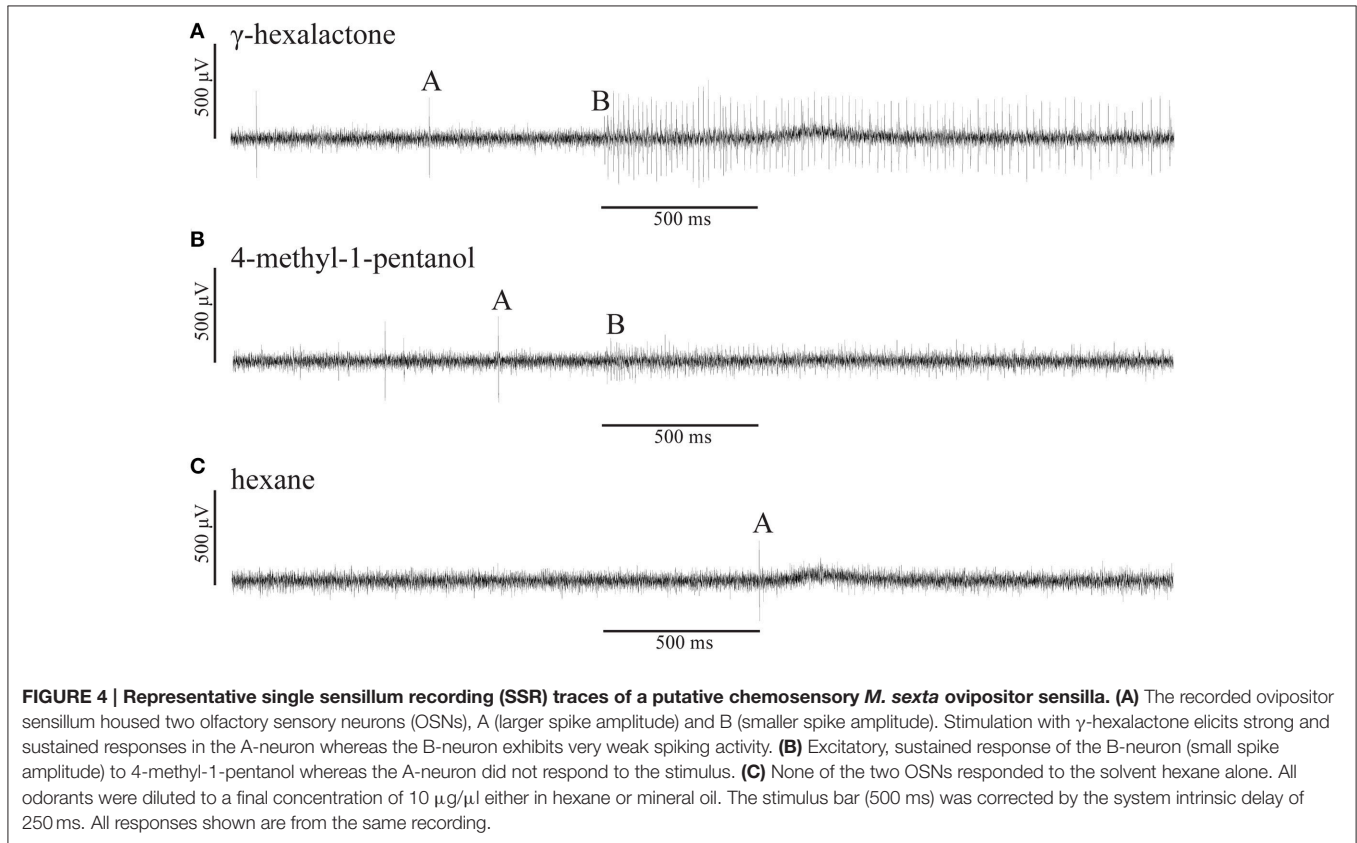 A
γ-hexalactone
500 μV
A
B
500 ms
B
4-methyl-1-pentanol
500 μV
A
B
500 ms
C
hexane
500 μV
A
500 ms
FIGURE 4 | Representative single sensillum recording (SSR) traces of a putative chemosensory M. sexta ovipositor sensilla. (A) The recorded ovipositor
sensillum housed two olfactory sensory neurons (OSNs), A (larger spike amplitude) and B (smaller spike amplitude). Stimulation with γ-hexalactone elicits strong and
sustained responses in the A-neuron whereas the B-neuron exhibits very weak spiking activity. (B) Excitatory, sustained response of the B-neuron (small spike
amplitude) to 4-methyl-1-pentanol whereas the A-neuron did not respond to the stimulus. (C) None of the two OSNs responded to the solvent hexane alone. All
odorants were diluted to a final concentration of 10 μg/μl either in hexane or mineral oil. The stimulus bar (500 ms) was corrected by the system intrinsic delay of
250 ms. All responses shown are from the same recording.